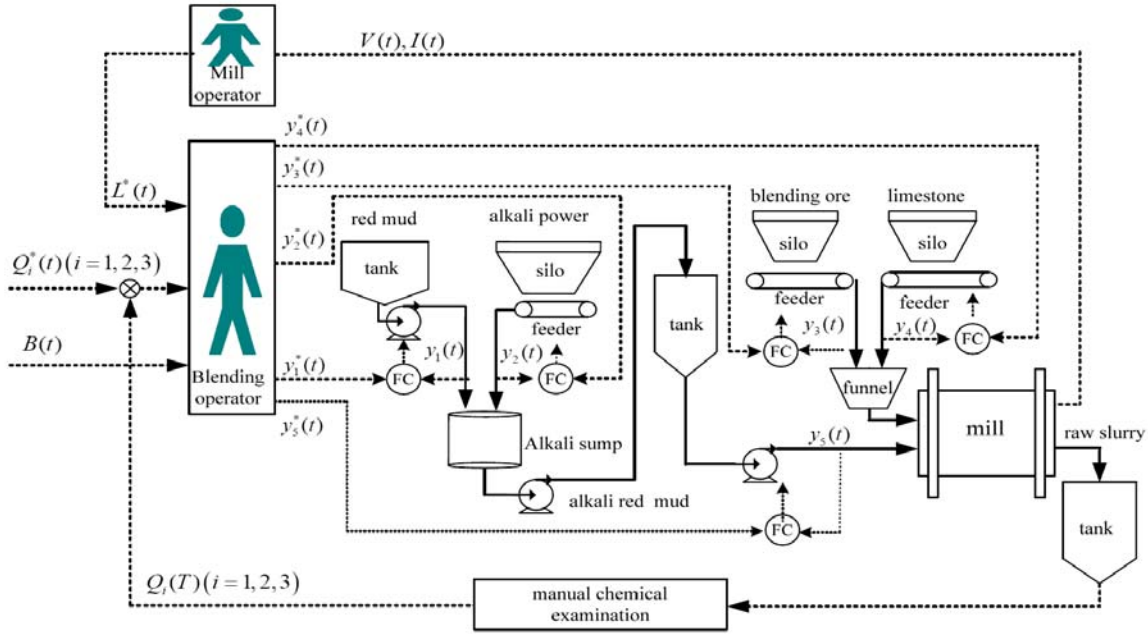 V(t), I(t)
Mill
operator
y₄*(t)
y₃*(t)
L*(t)
blending ore
limestone
red mud
alkali power
y₂*(t)
silo
silo
Qᵢ*(t)(i=1,2,3)
tank
silo
feeder
feeder
feeder
tank
B(t)
y₁(t)
y₂(t)
y₃(t)
y₄(t)
FC
FC
Blending
operator
y₁*(t)
FC
FC
funnel
y₅*(t)
Alkali sump
y₅(t)
mill
raw slurry
alkali red mud
FC
tank
Qᵢ(T)(i=1,2,3)
manual chemical
examination